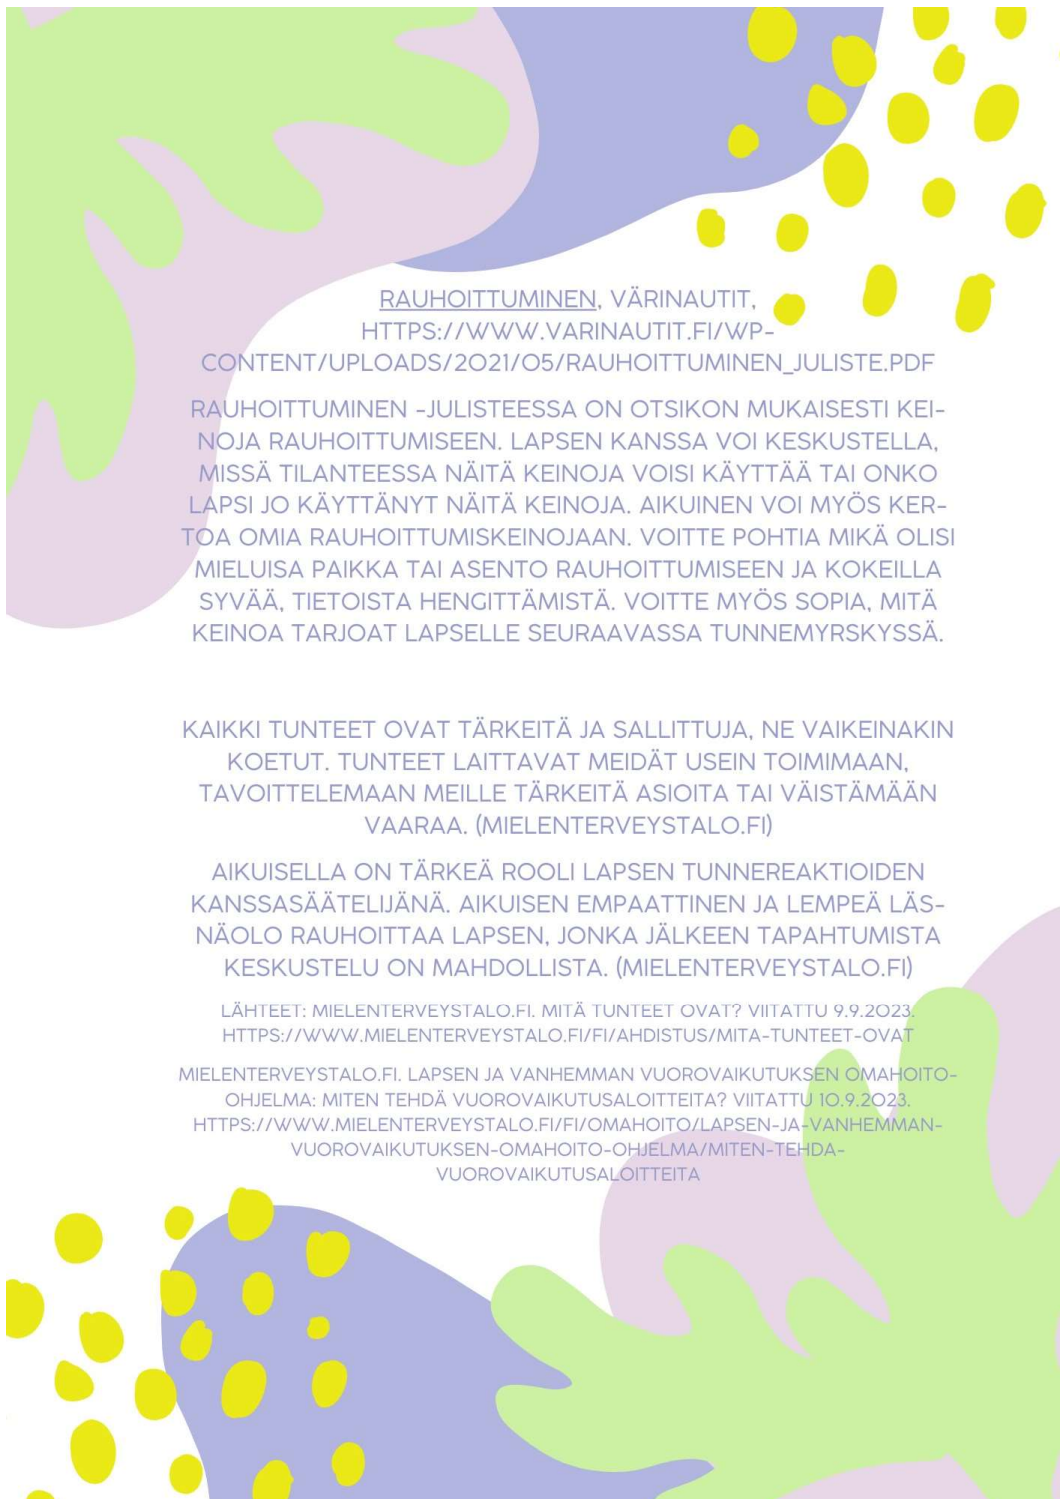 RAUHOITTUMINEN, VÄRINAUTIT,
HTTPS://WWW.VARINAUTIT.FI/WP-
CONTENT/UPLOADS/2021/05/RAUHOITTUMINEN_JULISTE.PDF
RAUHOITTUMINEN -JULISTEESSA ON OTSIKON MUKAISESTI KEI-
NOJA RAUHOITTUMISEEN. LAPSEN KANSSA VOI KESKUSTELLA,
MISSÄ TILANTEESSA NÄITÄ KEINOJA VOISI KÄYTTÄÄ TAI ONKO
LAPSI JO KÄYTTÄNYT NÄITÄ KEINOJA. AIKUINEN VOI MYÖS KER-
TOA OMIA RAUHOITTUMISKEINOJAAN. VOITTE POHTIA MIKÄ OLISI
MIELUISA PAIKKA TAI ASENTO RAUHOITTUMISEEN JA KOKEILLA
SYVÄÄ, TIETOISTA HENGITTÄMISTÄ. VOITTE MYÖS SOPIA, MITÄ
KEINOA TARJOAT LAPSELLE SEURAAVASSA TUNNEMYRSKYSSÄ.
KAIKKI TUNTEET OVAT TÄRKEITÄ JA SALLITTUJA, NE VAIKEINAKIN
KOETUT. TUNTEET LAITTAVAT MEIDÄT USEIN TOIMIMAAN,
TAVOITTELEMAAN MEILLE TÄRKEITÄ ASIOITA TAI VÄISTÄMÄÄN
VAARAA. (MIELENTERVEYSTALO.FI)
AIKUISELLA ON TÄRKEÄ ROOLI LAPSEN TUNNEREAKTIOIDEN
KANSSASÄÄTELIJÄNÄ. AIKUISEN EMPAATTINEN JA LEMPEÄ LÄS-
NÄOLO RAUHOITTAA LAPSEN, JONKA JÄLKEEN TAPAHTUMISTA
KESKUSTELU ON MAHDOLLISTA. (MIELENTERVEYSTALO.FI)
LÄHTEET: MIELENTERVEYSTALO.FI. MITÄ TUNTEET OVAT? VIITATTU 9.9.2023.
HTTPS://WWW.MIELENTERVEYSTALO.FI/FI/AHDISTUS/MITA-TUNTEET-OVAT
MIELENTERVEYSTALO.FI. LAPSEN JA VANHEMMAN VUOROVAIKUTUKSEN OMAHOITO-
OHJELMA: MITEN TEHDÄ VUOROVAIKUTUSALOITTEITA? VIITATTU 10.9.2023.
HTTPS://WWW.MIELENTERVEYSTALO.FI/FI/OMAHOITO/LAPSEN-JA-VANHEMMAN-
VUOROVAIKUTUKSEN-OMAHOITO-OHJELMA/MITEN-TEHDA-
VUOROVAIKUTUSALOITTEITA